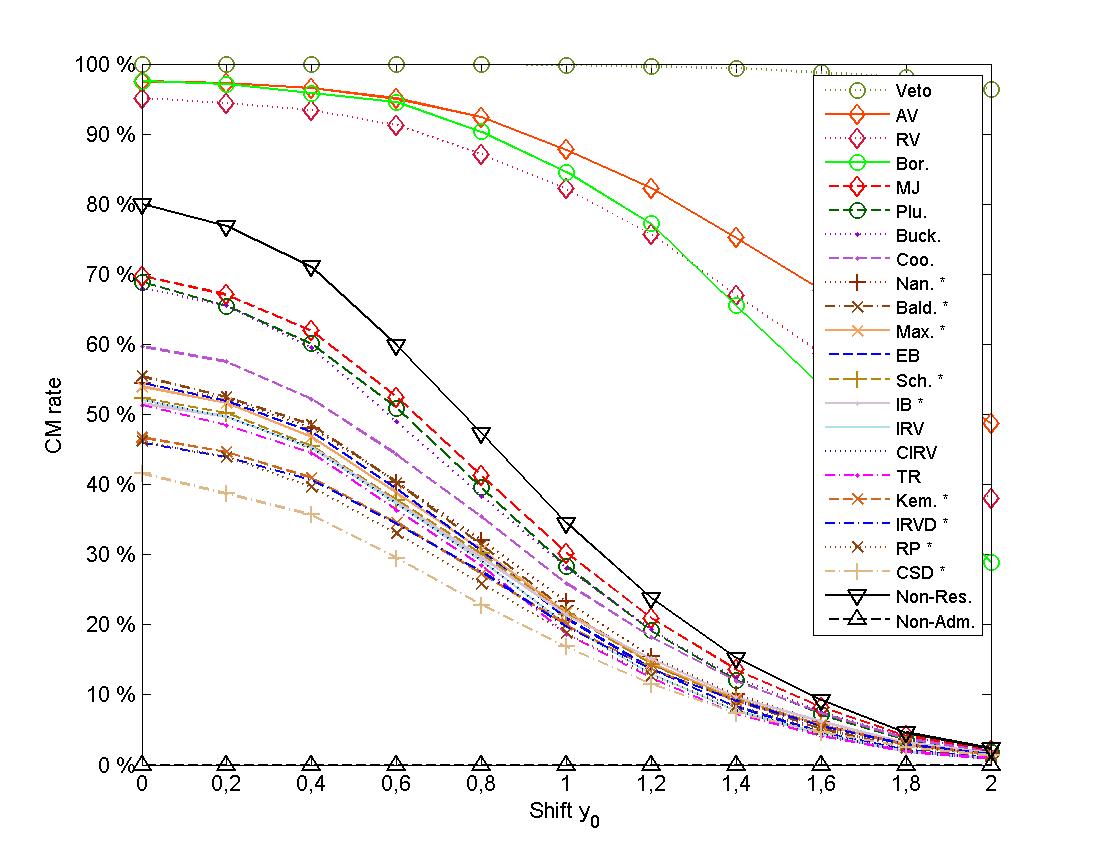 100 %
90 %
80 %
70 %
60 %
50 %
40 %
30 %
20 %
10 %
0 %
CM rate
0 0,2 0,4 0,6 0,8 1 1,2 1,4 1,6 1,8 2
Shift y0
Veto
AV
RV
Bor.
MJ
Plu.
Buck.
Coo.
Nan. *
Bald. *
Max. *
EB
Sch. *
IB *
IRV
CIRV
TR
Kem. *
IRVD *
RP *
CSD *
Non-Res.
Non-Adm.